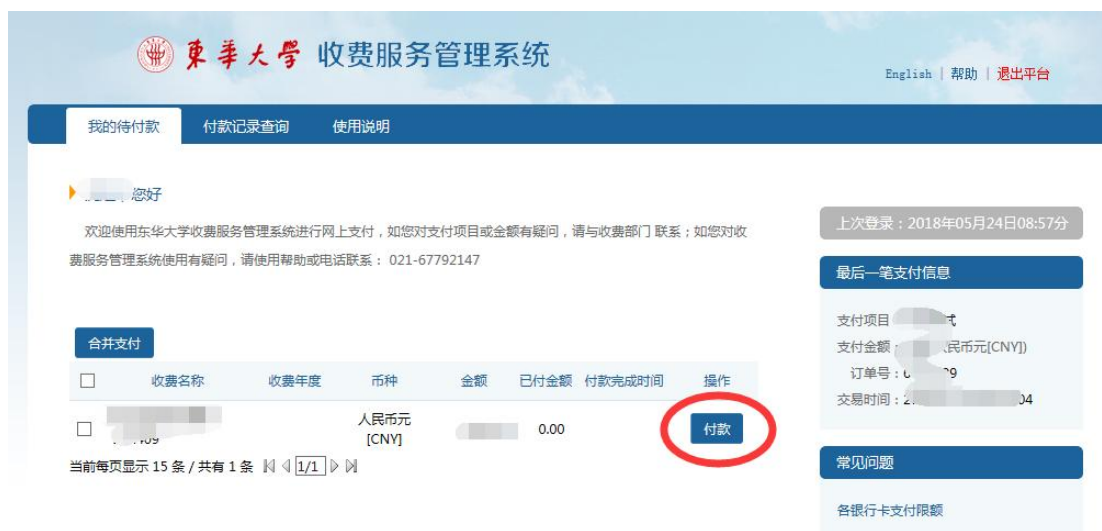 東華大學 收费服务管理系统
English | 帮助 | 退出平台
我的待付款 付款记录查询 使用说明
您好
欢迎使用东华大学收费服务管理系统进行网上支付，如您对支付项目或金额有疑问，请与收费部门 联系；如您对收
费服务管理系统使用有疑问，请使用帮助或电话联系： 021-67792147
合并支付
收费名称 收费年度 币种 金额 已付金额 付款完成时间 操作
人民币元
[CNY]
0.00
付款
当前每页显示 15 条 / 共有 1 条 1/1
上次登录：2018年05月24日08:57分
最后一笔支付信息
支付项目
支付金额： 民币元[CNY])
订单号：
交易时间：
常见问题
各银行卡支付限额